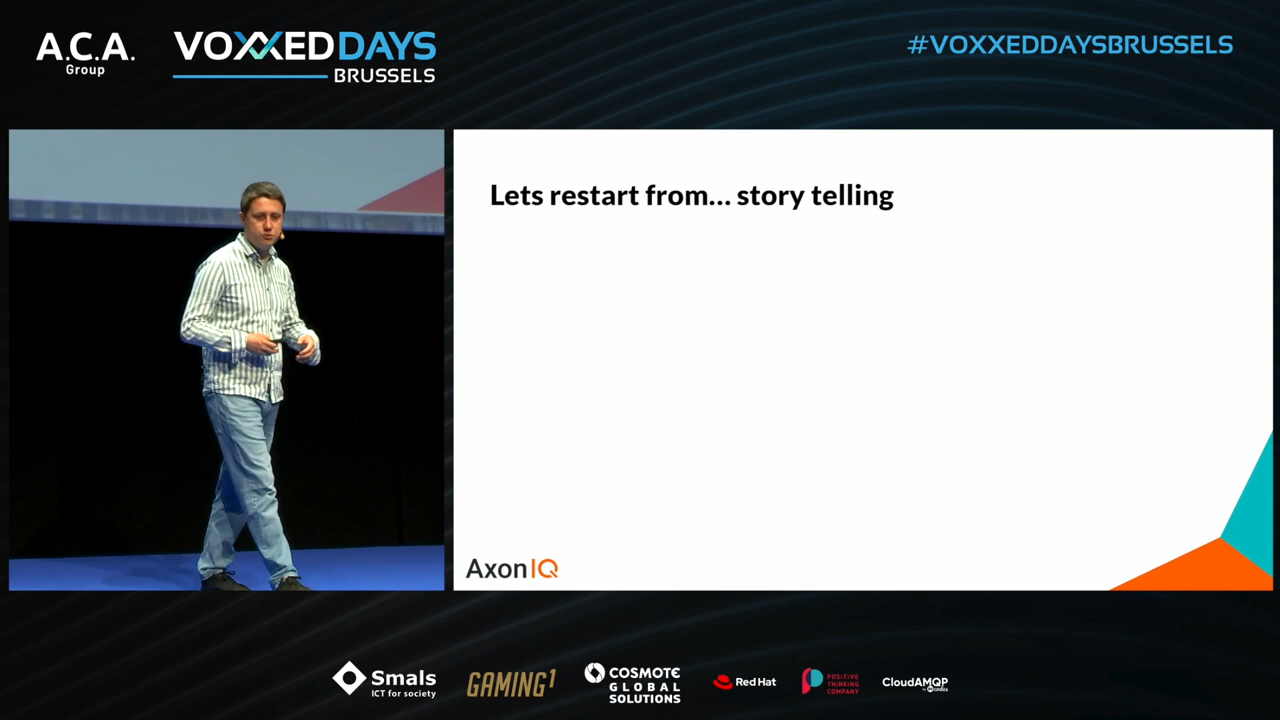 A.C.A.
Group
VOXXEDDAYS
BRUSSELS
#VOXXEDDAYSBRUSSELS
Lets restart from... story telling
AxonIQ
Smals
ICT for society
GAMING1
COSMOTE
GLOBAL
SOLUTIONS
Red Hat
POSITIVE
THINKING
COMPANY
CloudAMQP